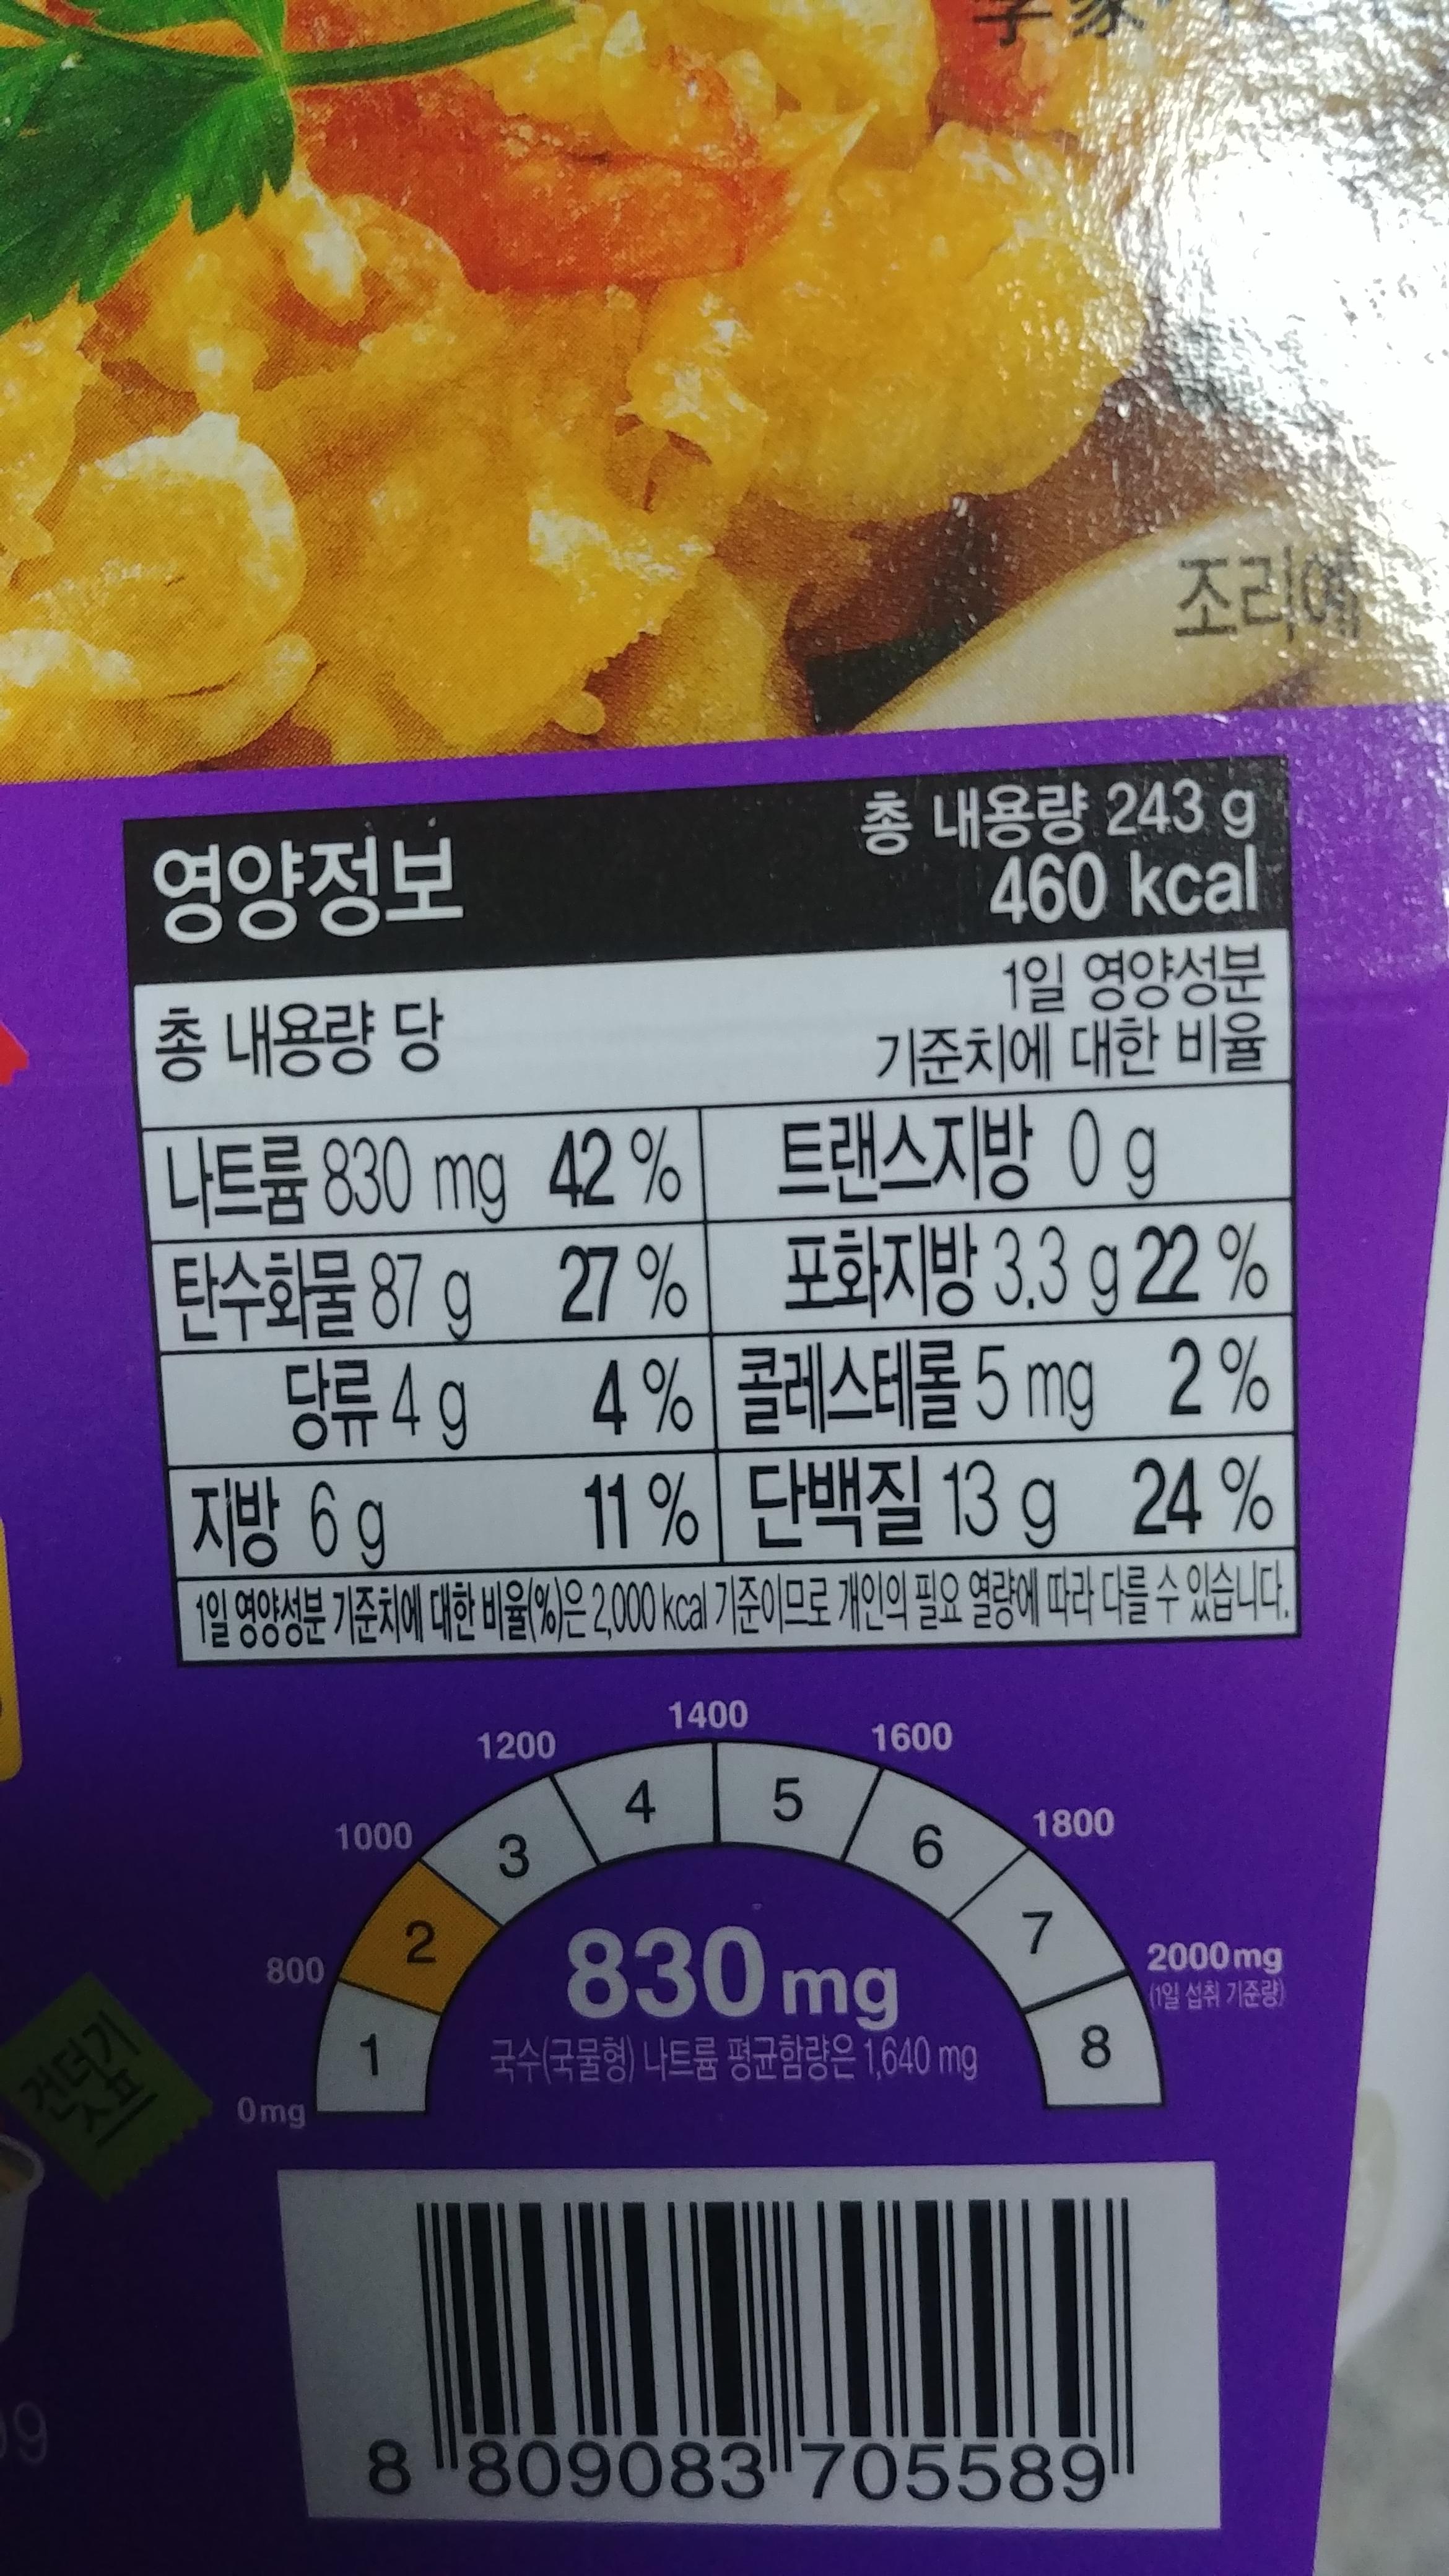 조리예
총 내용량 243 g
영양정보
460 kcal
총 내용량 당
1일 영양성분
기준치에 대한 비율
나트륨 830 mg 42 % 트랜스지방 0 g
탄수화물 87 g 27 % 포화지방 3.3 g 22 %
당류 4 g 4 % 콜레스테롤 5 mg 2 %
지방 6 g 11 % 단백질 13 g 24 %
1일 영양성분 기준치에 대한 비율(%)은 2,000 kcal 기준이므로 개인의 필요 열량에 따라 다를 수 있습니다.
1400
1200 1600
1000 1800
800 2000mg
(1일 섭취 기준량)
0mg
1 2 3 4 5 6 7 8
830 mg
국수(국물형) 나트륨 평균함량은 1,640 mg
건더기
스프
8 809083 705589